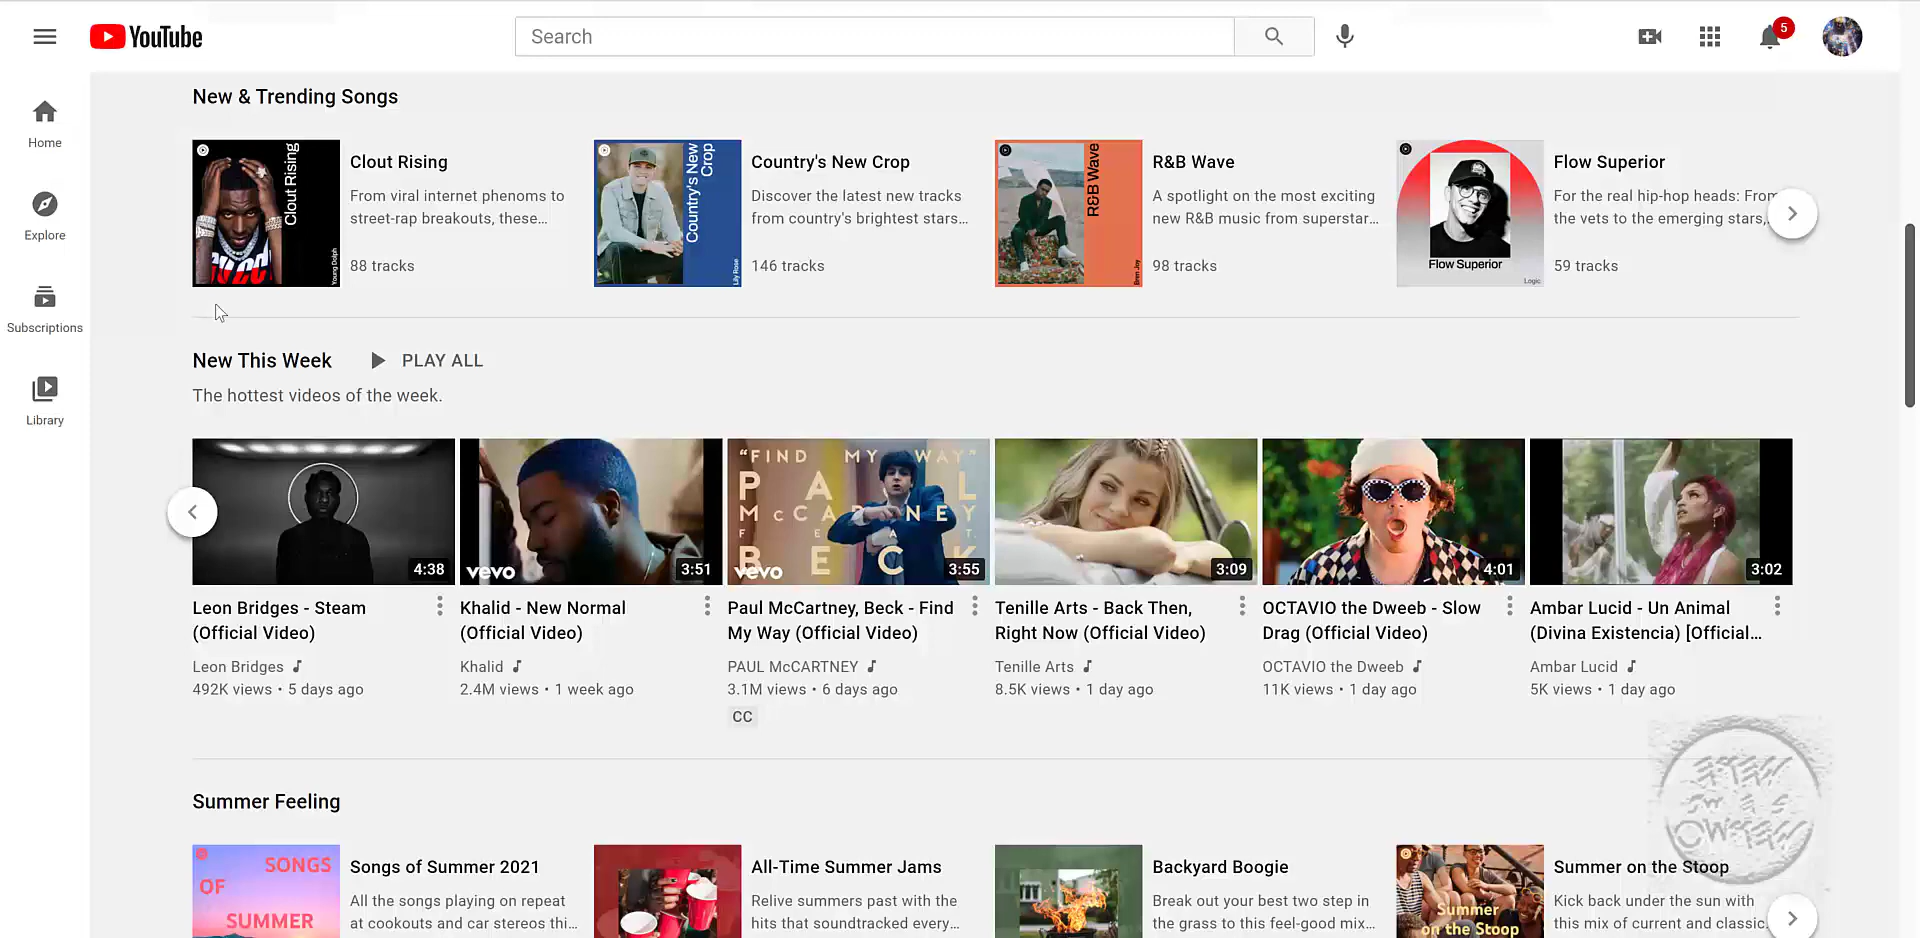 YouTube
Search
5
Home
Explore
Subscriptions
Library
New & Trending Songs
Clout Rising
Young Dolph
Clout Rising
From viral internet phenoms to
street-rap breakouts, these...
88 tracks
Country's New
Crop
Lily Rose
Country's New Crop
Discover the latest new tracks
from country's brightest stars...
146 tracks
R&B Wave
R&B Wave
A spotlight on the most exciting
new R&B music from superstar...
98 tracks
Flow Superior
Logic
Flow Superior
For the real hip-hop heads: From
the vets to the emerging stars,
59 tracks
New This Week
PLAY ALL
The hottest videos of the week.
4:38
Leon Bridges - Steam
(Official Video)
Leon Bridges
492K views • 5 days ago
vevo
3:51
Khalid - New Normal
(Official Video)
Khalid
2.4M views • 1 week ago
"FIND MY WAY"
PAUL
McCARTNEY
FEAT.
BECK
vevo
3:55
Paul McCartney, Beck - Find
My Way (Official Video)
PAUL McCARTNEY
3.1M views • 6 days ago
CC
3:09
Tenille Arts - Back Then,
Right Now (Official Video)
Tenille Arts
8.5K views • 1 day ago
4:01
OCTAVIO the Dweeb - Slow
Drag (Official Video)
OCTAVIO the Dweeb
11K views • 1 day ago
3:02
Ambar Lucid - Un Animal
(Divina Existencia) [Official...
Ambar Lucid
5K views • 1 day ago
Summer Feeling
SONGS
OF
SUMMER
Songs of Summer 2021
All the songs playing on repeat
at cookouts and car stereos thi...
All-Time Summer Jams
Relive summers past with the
hits that soundtracked every...
Backyard Boogie
Break out your best two step in
the grass to this feel-good mix...
Summer
on the Stoop
Summer on the Stoop
Kick back under the sun with
this mix of current and classic